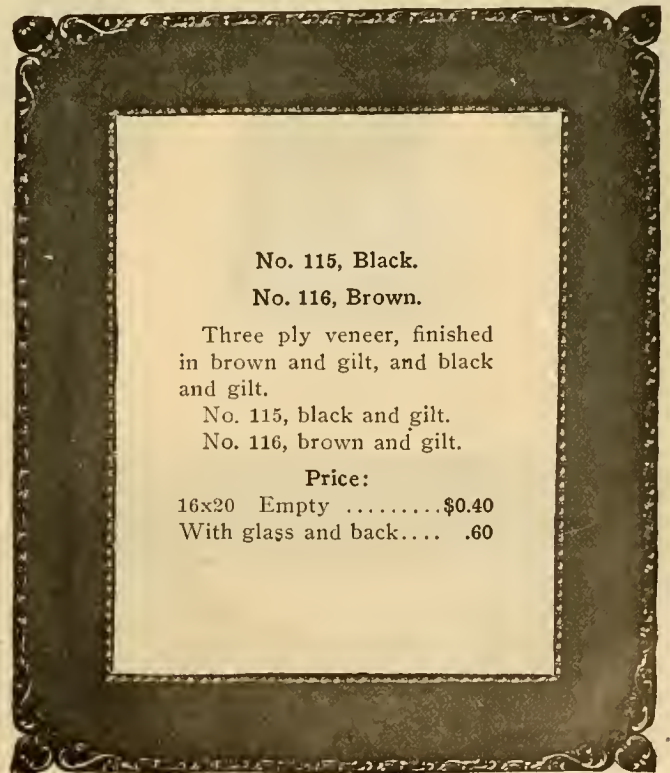 No. 115, Black.
No. 116, Brown.
Three ply veneer, finished
in brown and gilt, and black
and gilt.
No. 115, black and gilt.
No. 116, brown and gilt.
Price:
16x20 Empty .........$0.40
With glass and back.... .60